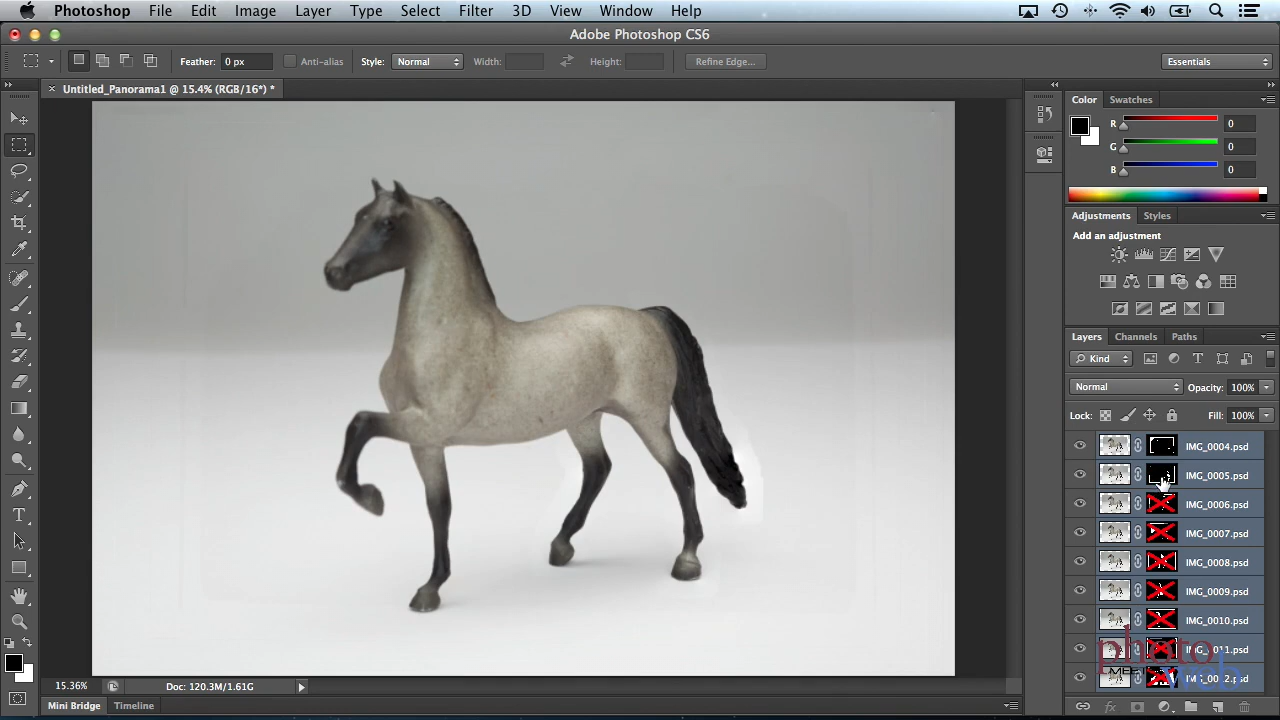 Photoshop File Edit Image Layer Type Select Filter 3D View Window Help
Adobe Photoshop CS6
Feather: 0 px Anti-alias Style: Normal Width: Height: Refine Edge... Essentials
Untitled_Panorama1 @ 15.4% (RGB/16*) *
Color Swatches
R 0
G 0
B 0
Adjustments Styles
Add an adjustment
Layers Channels Paths
Kind
Normal Opacity: 100%
Lock: Fill: 100%
IMG_0004.psd
IMG_0005.psd
IMG_0006.psd
IMG_0007.psd
IMG_0008.psd
IMG_0009.psd
IMG_0010.psd
IMG_0011.psd
photo
web
15.36% Doc: 120.3M/1.61G
Mini Bridge Timeline